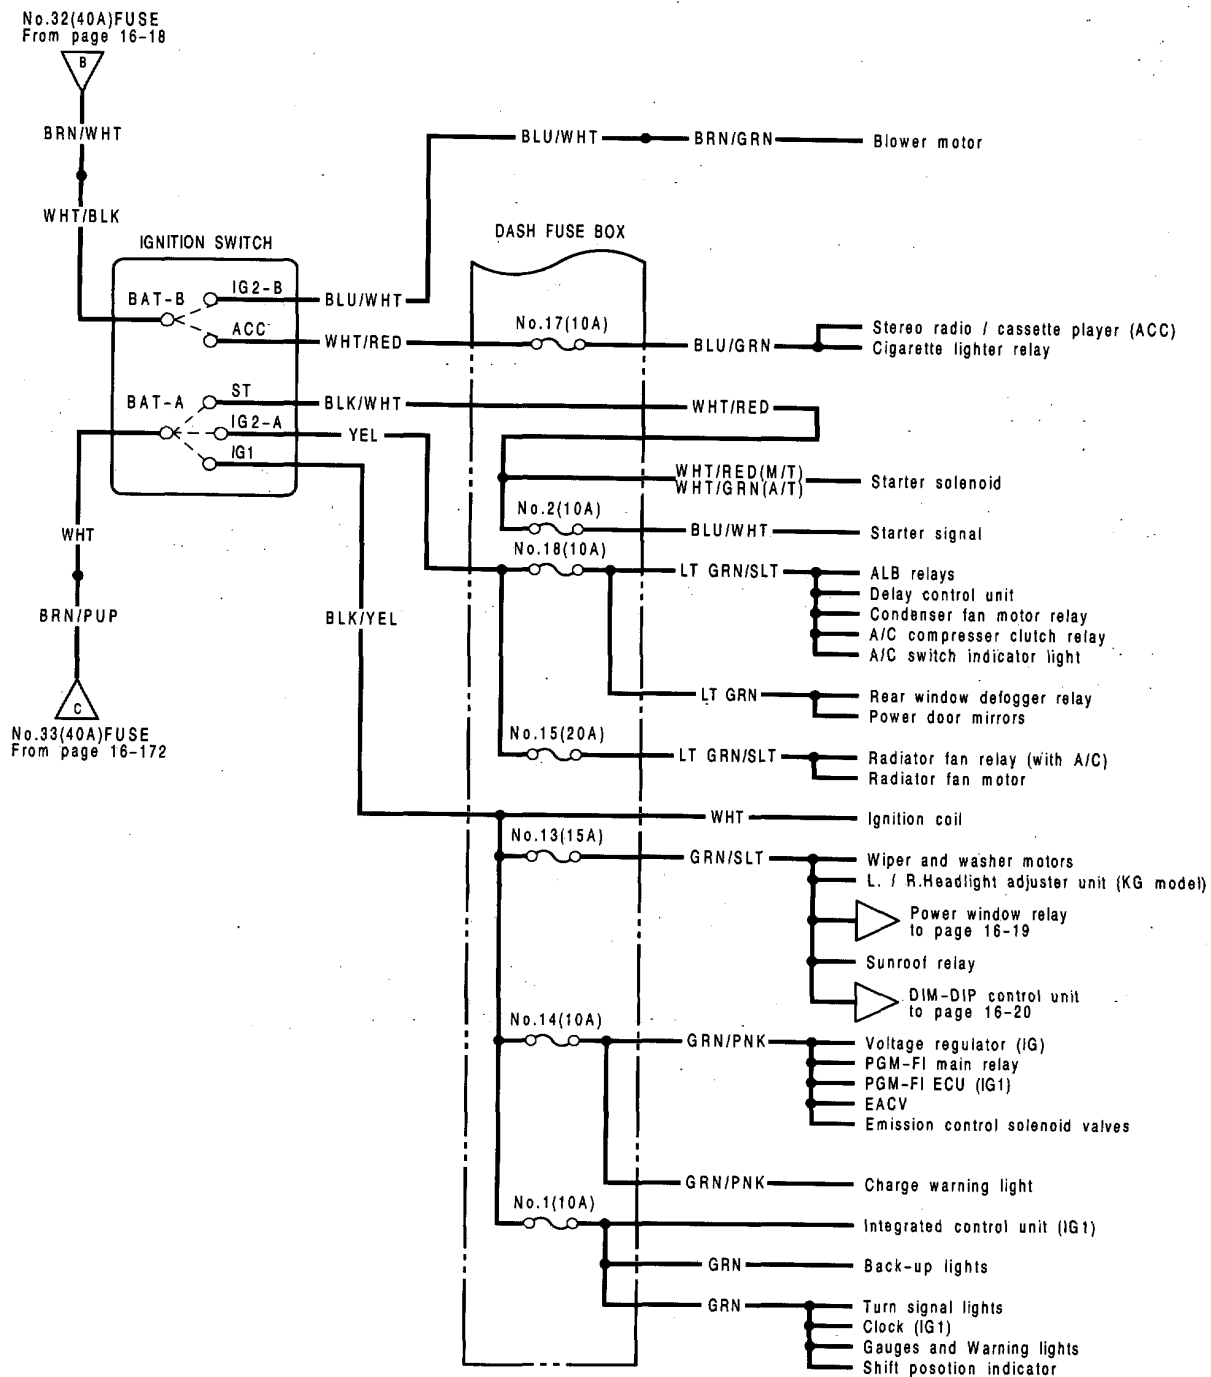 No.32(40A)FUSE
From page 16-18
B
BRN/WHT
WHT/BLK
BLU/WHT
BRN/GRN
Blower motor
IGNITION SWITCH
DASH FUSE BOX
BAT-B
IG2-B
BLU/WHT
ACC
WHT/RED
No.17(10A)
BLU/GRN
Stereo radio / cassette player (ACC)
Cigarette lighter relay
BAT-A
ST
BLK/WHT
WHT/RED
IG2-A
YEL
IG1
WHT/RED(M/T)
WHT/GRN(A/T)
Starter solenoid
No.2(10A)
BLU/WHT
Starter signal
WHT
BRN/PUP
C
No.33(40A)FUSE
From page 16-172
BLK/YEL
No.18(10A)
LT GRN/SLT
ALB relays
Delay control unit
Condenser fan motor relay
A/C compresser clutch relay
A/C switch indicator light
LT GRN
Rear window defogger relay
Power door mirrors
No.15(20A)
LT GRN/SLT
Radiator fan relay (with A/C)
Radiator fan motor
WHT
Ignition coil
No.13(15A)
GRN/SLT
Wiper and washer motors
L. / R.Headlight adjuster unit (KG model)
Power window relay
to page 16-19
Sunroof relay
DIM-DIP control unit
to page 16-20
No.14(10A)
GRN/PNK
Voltage regulator (IG)
PGM-FI main relay
PGM-FI ECU (IG1)
EACV
Emission control solenoid valves
GRN/PNK
Charge warning light
No.1(10A)
Integrated control unit (IG1)
GRN
Back-up lights
GRN
Turn signal lights
Clock (IG1)
Gauges and Warning lights
Shift posotion indicator